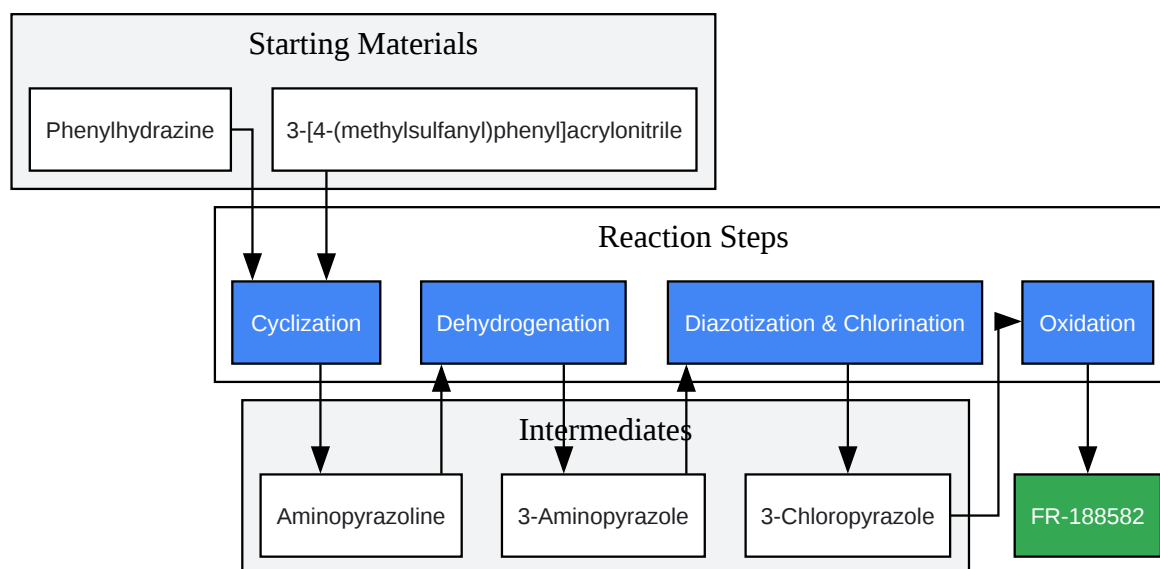 Starting Materials
Phenylhydrazine
3-[4-(methylsulfanyl)phenyl]acrylonitrile
Reaction Steps
Cyclization
Dehydrogenation
Diazotization & Chlorination
Oxidation
Intermediates
Aminopyrazoline
3-Aminopyrazole
3-Chloropyrazole
FR-188582